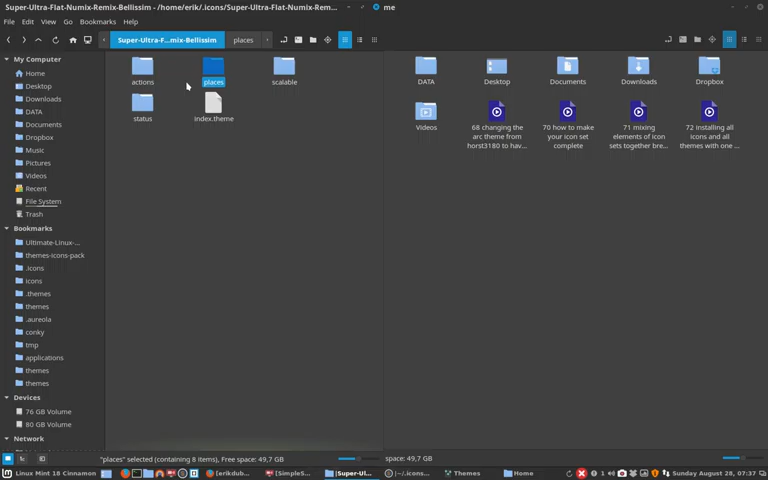 Super-Ultra-Flat-Numix-Remix-Bellissim - /home/erik/.icons/Super-Ultra-Flat-Numix-Rem...
me
File Edit View Go Bookmarks Help
Super-Ultra-F...mix-Bellissim places
My Computer
Home
Desktop
Downloads
DATA
Documents
Dropbox
Music
Pictures
Videos
Recent
File System
Trash
Bookmarks
Ultimate-Linux-...
themes-icons-pack
.icons
icons
.themes
themes
.aureola
conky
tmp
applications
themes
themes
Devices
76 GB Volume
80 GB Volume
Network
actions places scalable
status index.theme
DATA Desktop Documents Downloads Dropbox
Videos
68 changing the
arc theme from
horst3180 to hav...
70 how to make
your icon set
complete
71 mixing
elements of icon
sets together bre...
72 installing all
icons and all
themes with one ...
"places" selected (containing 8 items), Free space: 49,7 GB
space: 49,7 GB
Linux Mint 18 Cinnamon
[erikdub...
[SimpleS...
[Super-Ul...
[~/.icons...
Themes
Home
1
Sunday August 28, 07:37